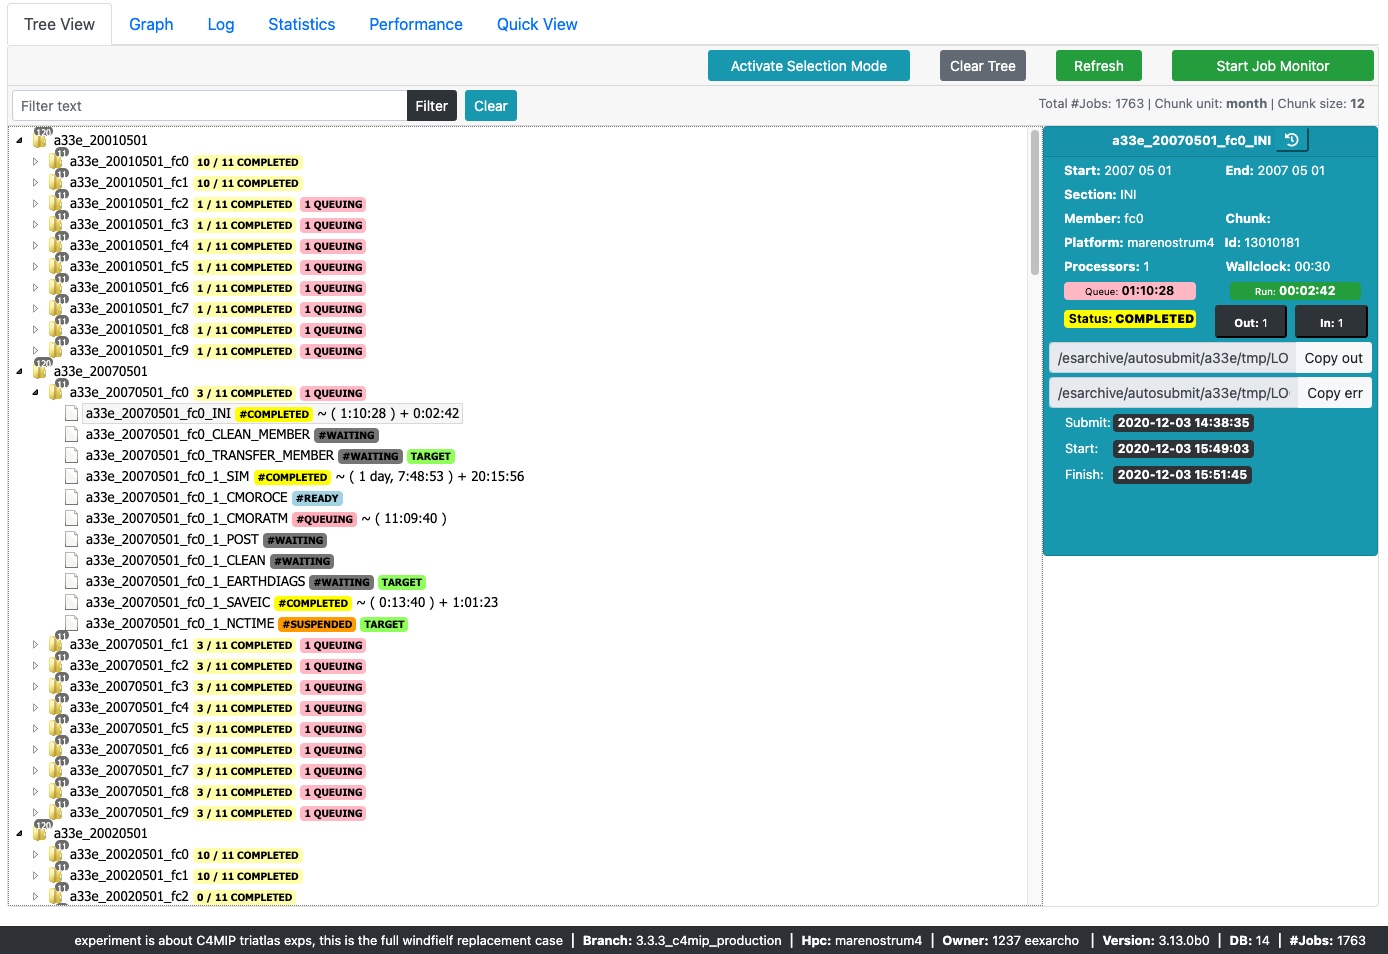 Tree View Graph Log Statistics Performance Quick View
Activate Selection Mode Clear Tree Refresh Start Job Monitor
Filter text Filter Clear Total #Jobs: 1763 | Chunk unit: month | Chunk size: 12
120 a33e_20010501
11 a33e_20010501_fc0 10 / 11 COMPLETED
11 a33e_20010501_fc1 10 / 11 COMPLETED
11 a33e_20010501_fc2 1 / 11 COMPLETED 1 QUEUING
11 a33e_20010501_fc3 1 / 11 COMPLETED 1 QUEUING
11 a33e_20010501_fc4 1 / 11 COMPLETED 1 QUEUING
11 a33e_20010501_fc5 1 / 11 COMPLETED 1 QUEUING
11 a33e_20010501_fc6 1 / 11 COMPLETED 1 QUEUING
11 a33e_20010501_fc7 1 / 11 COMPLETED 1 QUEUING
11 a33e_20010501_fc8 1 / 11 COMPLETED 1 QUEUING
11 a33e_20010501_fc9 1 / 11 COMPLETED 1 QUEUING
120 a33e_20070501
11 a33e_20070501_fc0 3 / 11 COMPLETED 1 QUEUING
a33e_20070501_fc0_INI #COMPLETED ~ ( 1:10:28 ) + 0:02:42
a33e_20070501_fc0_CLEAN_MEMBER #WAITING
a33e_20070501_fc0_TRANSFER_MEMBER #WAITING TARGET
a33e_20070501_fc0_1_SIM #COMPLETED ~ ( 1 day, 7:48:53 ) + 20:15:56
a33e_20070501_fc0_1_CMOROCE #READY
a33e_20070501_fc0_1_CMORATM #QUEUING ~ ( 11:09:40 )
a33e_20070501_fc0_1_POST #WAITING
a33e_20070501_fc0_1_CLEAN #WAITING
a33e_20070501_fc0_1_EARTHDIAGS #WAITING TARGET
a33e_20070501_fc0_1_SAVEIC #COMPLETED ~ ( 0:13:40 ) + 1:01:23
a33e_20070501_fc0_1_NCTIME #SUSPENDED TARGET
11 a33e_20070501_fc1 3 / 11 COMPLETED 1 QUEUING
11 a33e_20070501_fc2 3 / 11 COMPLETED 1 QUEUING
11 a33e_20070501_fc3 3 / 11 COMPLETED 1 QUEUING
11 a33e_20070501_fc4 3 / 11 COMPLETED 1 QUEUING
11 a33e_20070501_fc5 3 / 11 COMPLETED 1 QUEUING
11 a33e_20070501_fc6 3 / 11 COMPLETED 1 QUEUING
11 a33e_20070501_fc7 3 / 11 COMPLETED 1 QUEUING
11 a33e_20070501_fc8 3 / 11 COMPLETED 1 QUEUING
11 a33e_20070501_fc9 3 / 11 COMPLETED 1 QUEUING
120 a33e_20020501
11 a33e_20020501_fc0 10 / 11 COMPLETED
11 a33e_20020501_fc1 10 / 11 COMPLETED
11 a33e_20020501_fc2 0 / 11 COMPLETED
a33e_20070501_fc0_INI
Start: 2007 05 01 End: 2007 05 01
Section: INI
Member: fc0 Chunk:
Platform: marenostrum4 Id: 13010181
Processors: 1 Wallclock: 00:30
Queue: 01:10:28 Run: 00:02:42
Status: COMPLETED Out: 1 In: 1
/esarchive/autosubmit/a33e/tmp/LO Copy out
/esarchive/autosubmit/a33e/tmp/LO Copy err
Submit: 2020-12-03 14:38:35
Start: 2020-12-03 15:49:03
Finish: 2020-12-03 15:51:45
experiment is about C4MIP triatlas exps, this is the full windfielf replacement case | Branch: 3.3.3_c4mip_production | Hpc: marenostrum4 | Owner: 1237 eexarcho | Version: 3.13.0b0 | DB: 14 | #Jobs: 1763